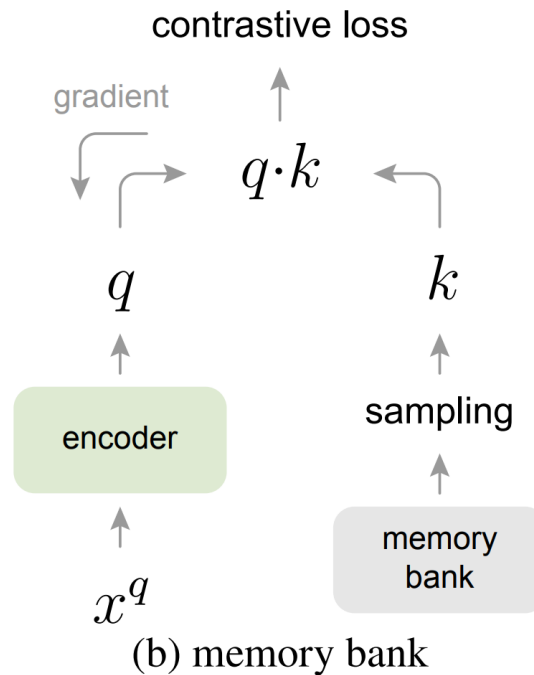 contrastive loss
gradient
q·k
q
k
encoder
sampling
memory
bank
x^q
(b) memory bank